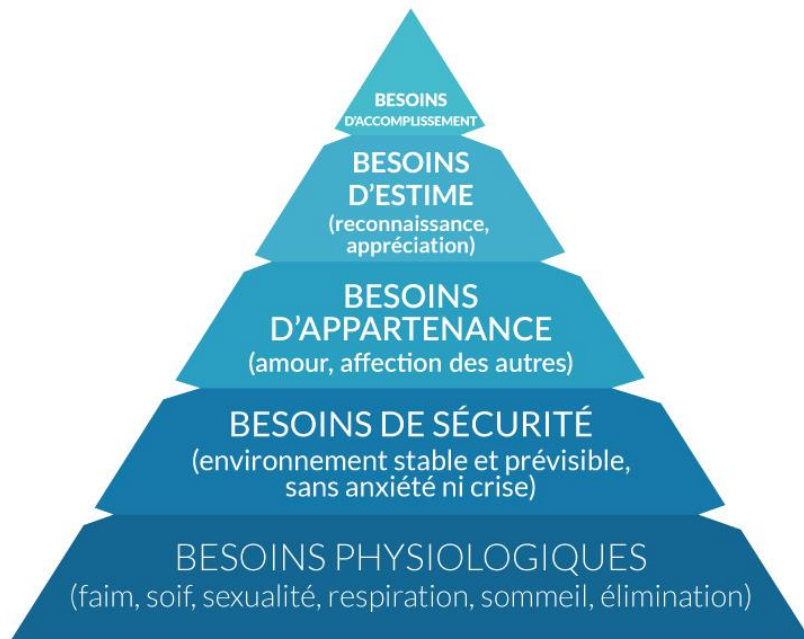 BESOINS
D'ACCOMPLISSEMENT
BESOINS
D'ESTIME
(reconnaissance,
appréciation)
BESOINS
D'APPARTENANCE
(amour, affection des autres)
BESOINS DE SÉCURITÉ
(environnement stable et prévisible,
sans anxiété ni crise)
BESOINS PHYSIOLOGIQUES
(faim, soif, sexualité, respiration, sommeil, élimination)